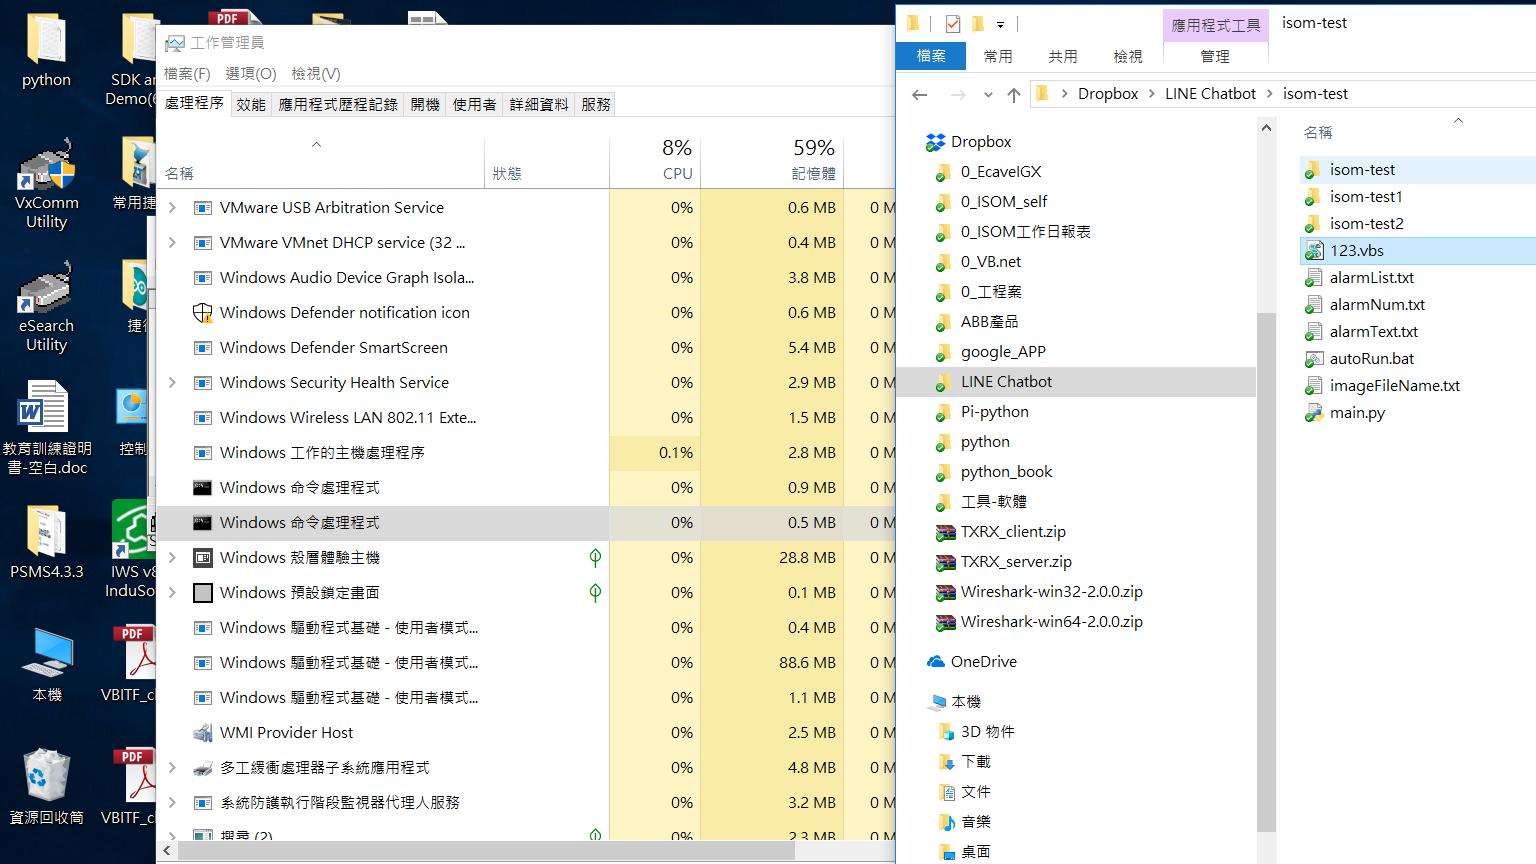 python
SDK an
Demo(6
VxComm
Utility
常用捷
eSearch
Utility
捷徑
教育訓練證明
書-空白.doc
控制
PSMS4.3.3
IWS v8
InduSo
本機
VBITF_cl
資源回收筒
VBITF_cl
工作管理員
檔案(F) 選項(O) 檢視(V)
處理程序 效能 應用程式歷程記錄 開機 使用者 詳細資料 服務
8% 59%
名稱 狀態 CPU 記憶體
VMware USB Arbitration Service 0% 0.6 MB 0 M
VMware VMnet DHCP service (32 ... 0% 0.4 MB 0 M
Windows Audio Device Graph Isola... 0% 3.8 MB 0 M
Windows Defender notification icon 0% 0.6 MB 0 M
Windows Defender SmartScreen 0% 5.4 MB 0 M
Windows Security Health Service 0% 2.9 MB 0 M
Windows Wireless LAN 802.11 Exte... 0% 1.5 MB 0 M
Windows 工作的主機處理程序 0.1% 2.8 MB 0 M
Windows 命令處理程式 0% 0.9 MB 0 M
Windows 命令處理程式 0% 0.5 MB 0 M
Windows 殼層體驗主機 0% 28.8 MB 0 M
Windows 預設鎖定畫面 0% 0.1 MB 0 M
Windows 驅動程式基礎 - 使用者模式... 0% 0.4 MB 0 M
Windows 驅動程式基礎 - 使用者模式... 0% 88.6 MB 0 M
Windows 驅動程式基礎 - 使用者模式... 0% 1.1 MB 0 M
WMI Provider Host 0% 2.5 MB 0 M
多工緩衝處理器子系統應用程式 0% 4.8 MB 0 M
系統防護執行階段監視器代理人服務 0% 3.2 MB 0 M
搜尋 (2) 0% 2.3 MB 0 M
應用程式工具 isom-test
檔案 常用 共用 檢視 管理
Dropbox > LINE Chatbot > isom-test
Dropbox
0_EcaveIGX
0_ISOM_self
0_ISOM工作日報表
0_VB.net
0_工程案
ABB產品
google_APP
LINE Chatbot
Pi-python
python
python_book
工具-軟體
TXRX_client.zip
TXRX_server.zip
Wireshark-win32-2.0.0.zip
Wireshark-win64-2.0.0.zip
OneDrive
本機
3D 物件
下載
文件
音樂
桌面
名稱
isom-test
isom-test1
isom-test2
123.vbs
alarmList.txt
alarmNum.txt
alarmText.txt
autoRun.bat
imageFileName.txt
main.py